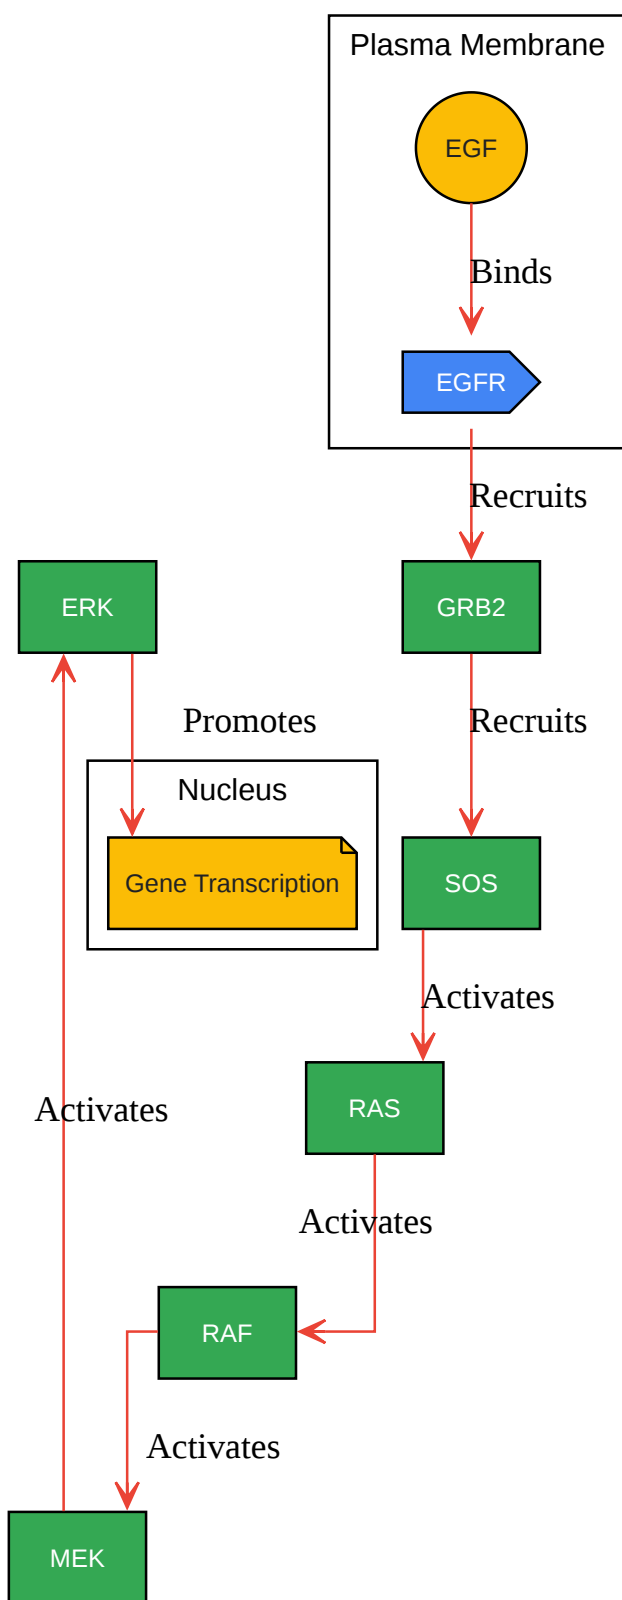 Plasma Membrane
EGF
Binds
EGFR
Recruits
ERK
GRB2
Promotes
Recruits
Nucleus
Gene Transcription
SOS
Activates
RAS
Activates
Activates
RAF
Activates
MEK